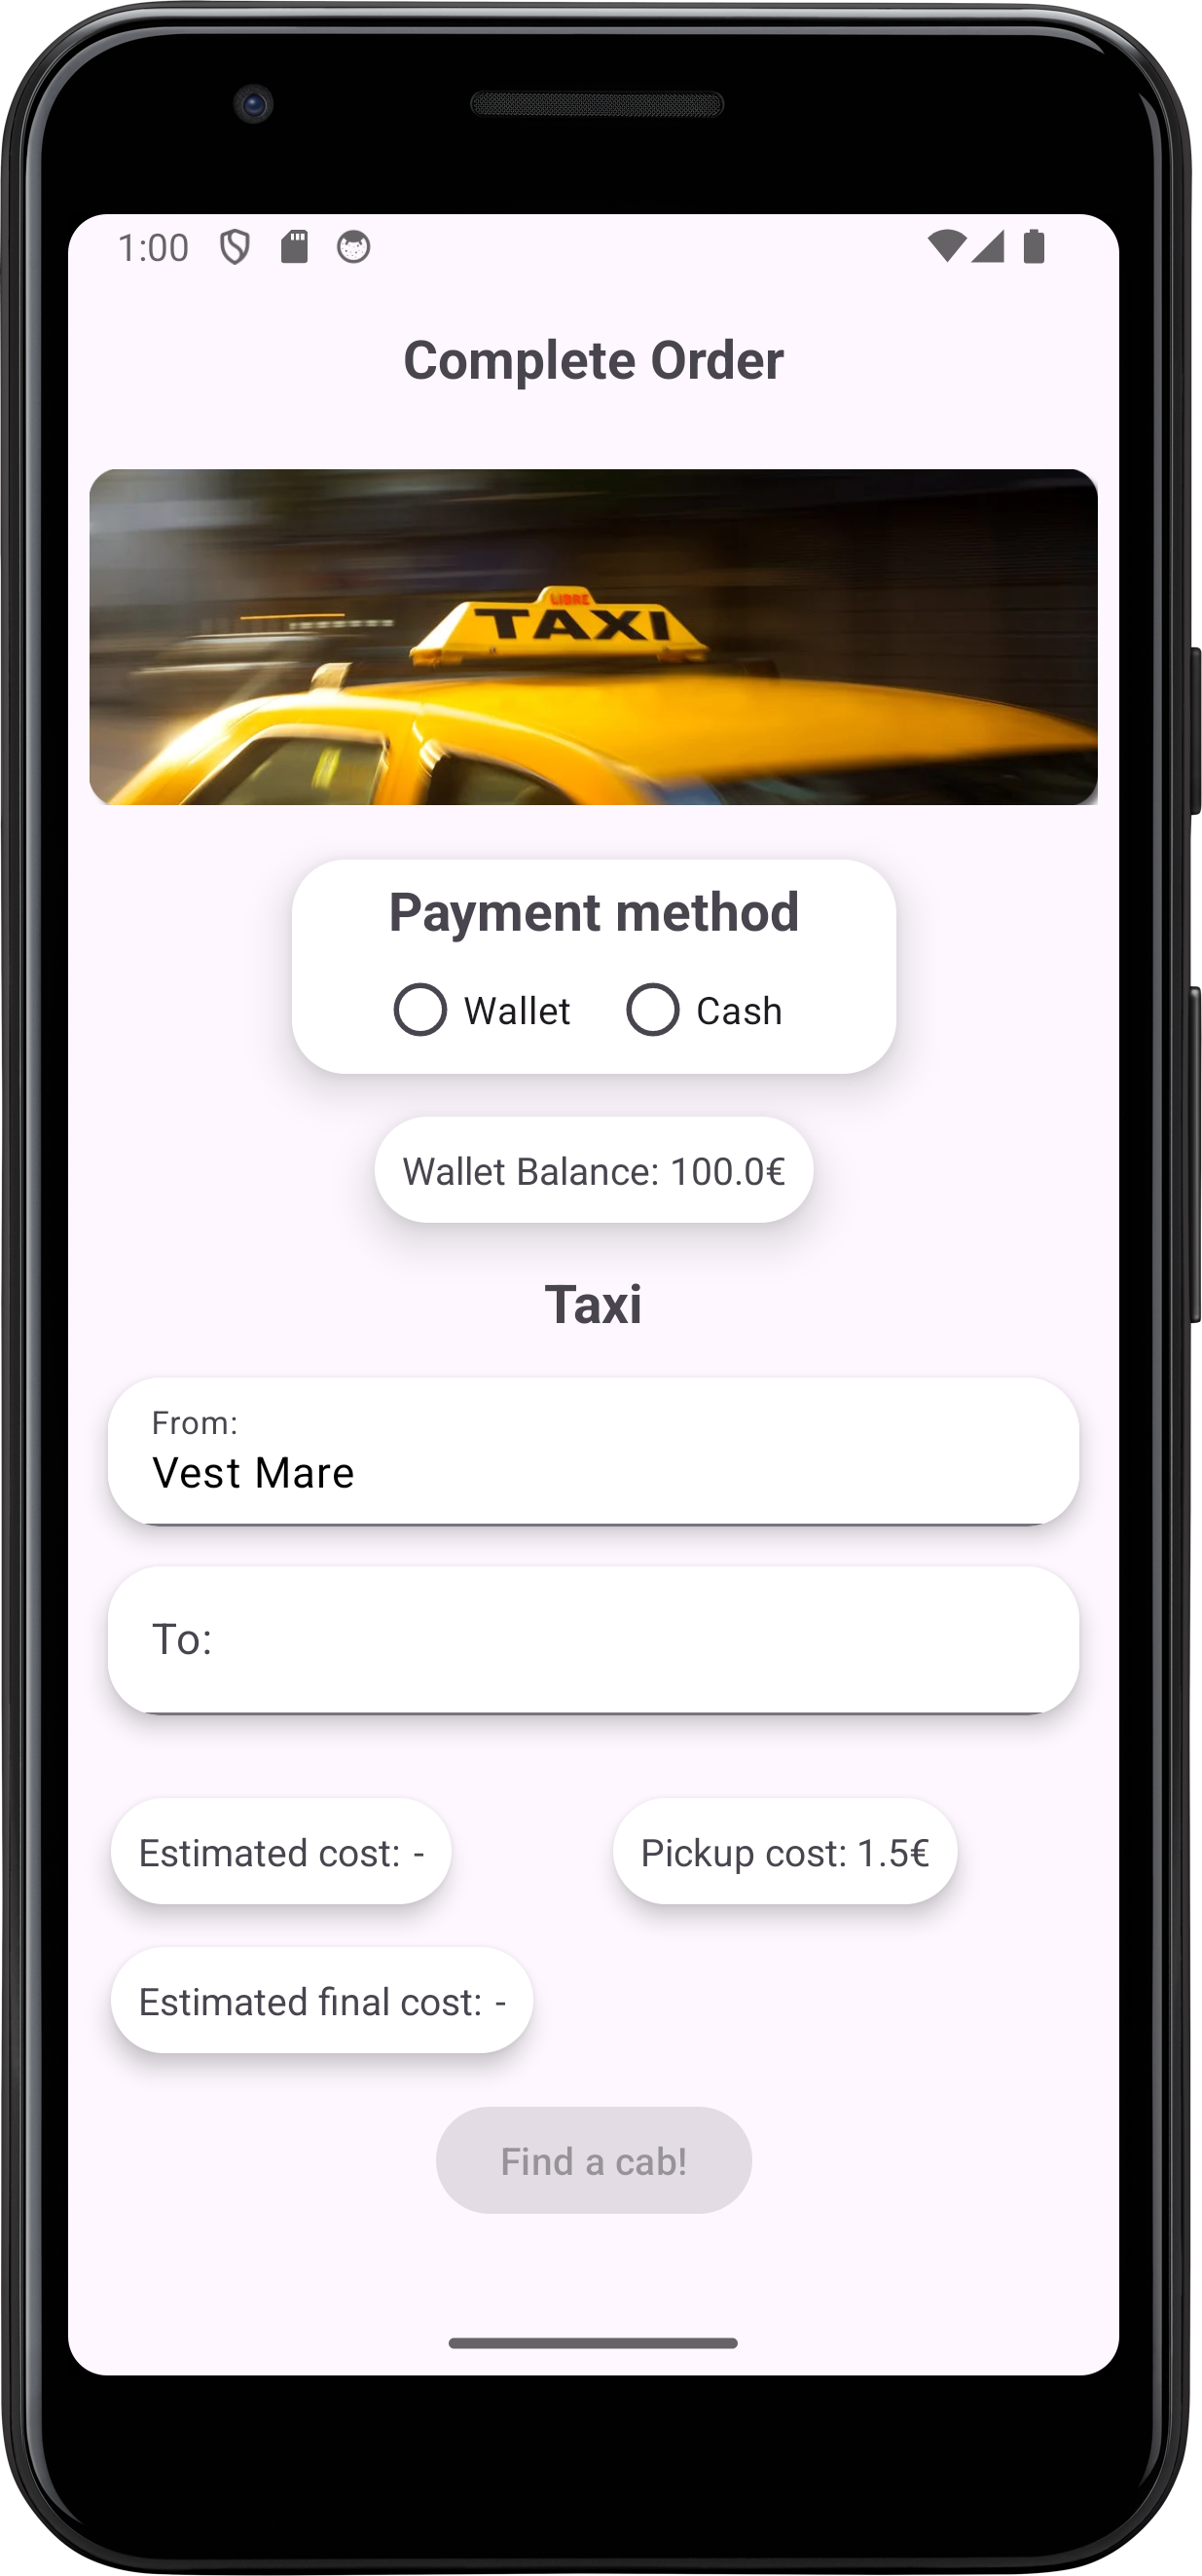 1:00
Complete Order
LIBRE
TAXI
Payment method
Wallet Cash
Wallet Balance: 100.0€
Taxi
From:
Vest Mare
To:
Estimated cost: - Pickup cost: 1.5€
Estimated final cost: -
Find a cab!